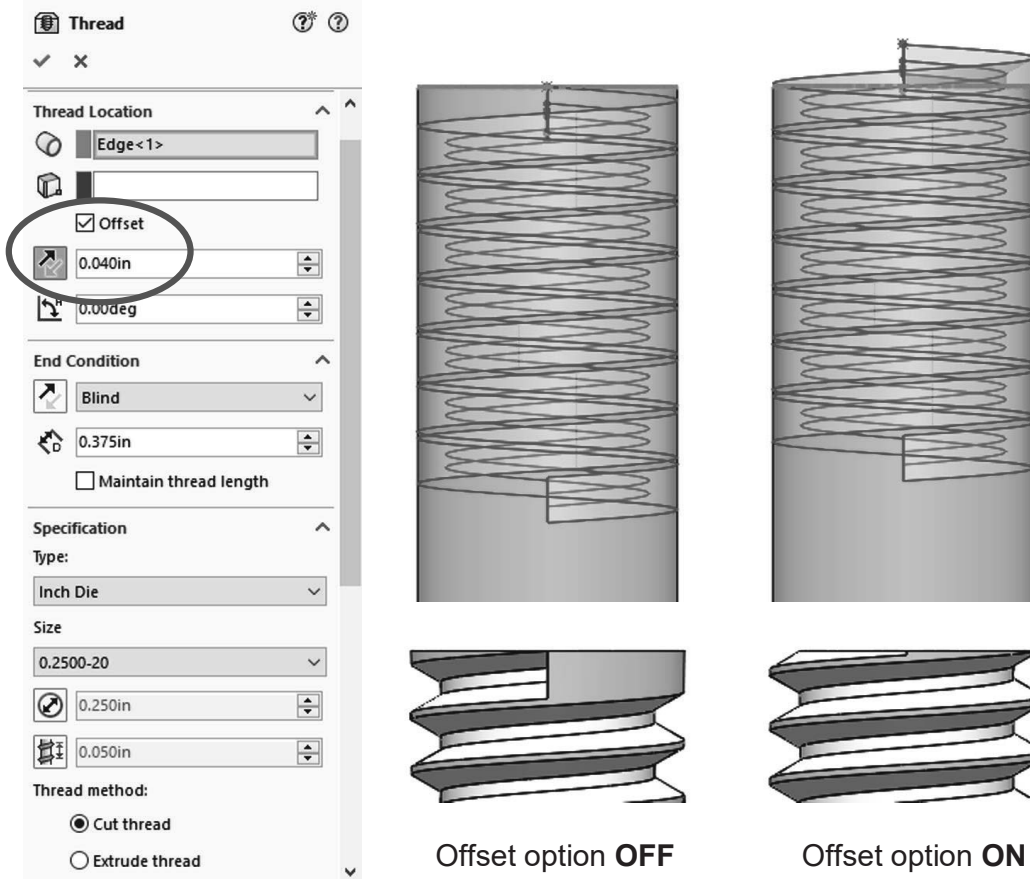 Thread
Thread Location
Edge<1>
Offset
0.040in
0.00deg
End Condition
Blind
D
0.375in
Maintain thread length
Specification
Type:
Inch Die
Size
0.2500-20
0.250in
0.050in
Thread method:
Cut thread
Extrude thread
Offset option OFF
Offset option ON